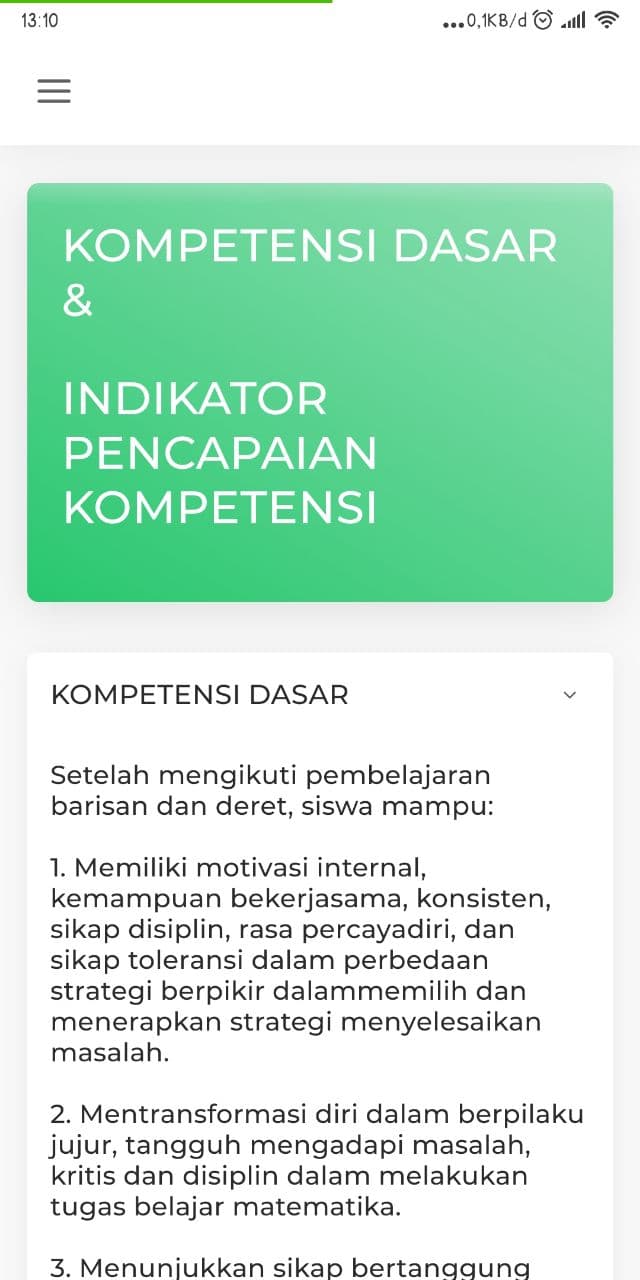 13:10
...0,1KB/d
KOMPETENSI DASAR
&
INDIKATOR
PENCAPAIAN
KOMPETENSI
KOMPETENSI DASAR
Setelah mengikuti pembelajaran
barisan dan deret, siswa mampu:
1. Memiliki motivasi internal,
kemampuan bekerjasama, konsisten,
sikap disiplin, rasa percayadiri, dan
sikap toleransi dalam perbedaan
strategi berpikir dalammemilih dan
menerapkan strategi menyelesaikan
masalah.
2. Mentransformasi diri dalam berpilaku
jujur, tangguh mengadapi masalah,
kritis dan disiplin dalam melakukan
tugas belajar matematika.
3. Menunjukkan sikap bertanggung